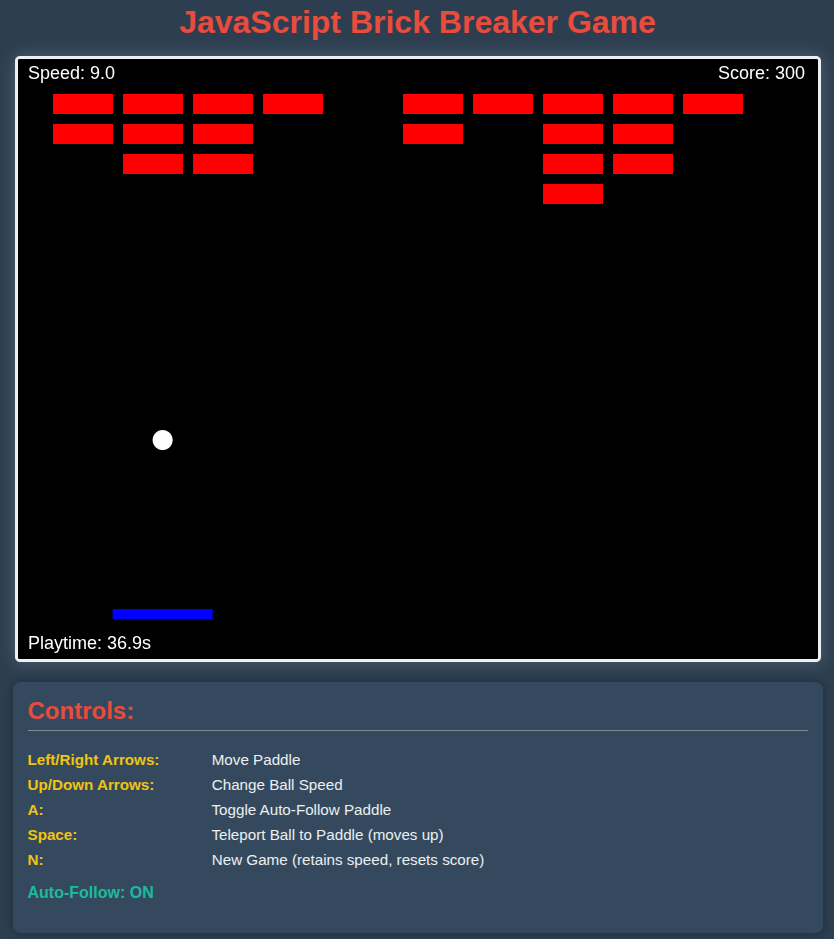 JavaScript Brick Breaker Game
Speed: 9.0 Score: 300
Playtime: 36.9s
Controls:
Left/Right Arrows: Move Paddle
Up/Down Arrows: Change Ball Speed
A: Toggle Auto-Follow Paddle
Space: Teleport Ball to Paddle (moves up)
N: New Game (retains speed, resets score)
Auto-Follow: ON